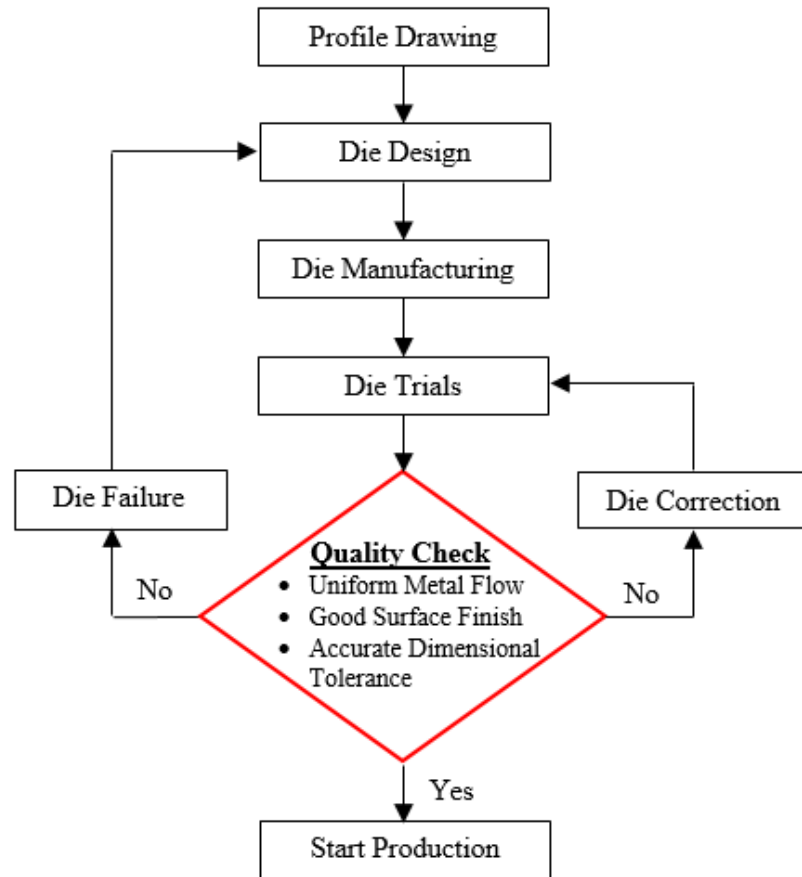 Profile Drawing
Die Design
Die Manufacturing
Die Trials
Die Failure
Die Correction
Quality Check
• Uniform Metal Flow
• Good Surface Finish
• Accurate Dimensional
Tolerance
No
No
Yes
Start Production